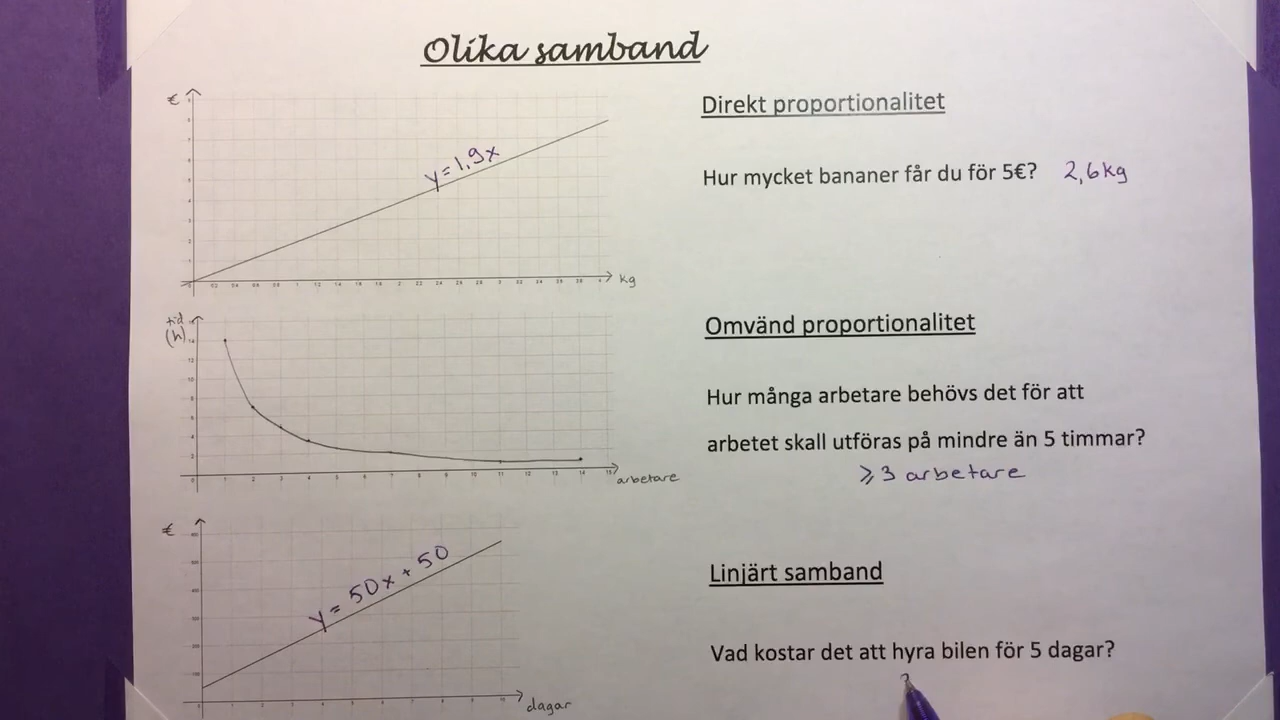 Olika samband
€
y = 1,9x
kg
Direkt proportionalitet
Hur mycket bananer får du för 5€? 2,6kg
tid
(h)
arbetare
Omvänd proportionalitet
Hur många arbetare behövs det för att
arbetet skall utföras på mindre än 5 timmar?
⩾3 arbetare
€
y = 50x + 50
dagar
Linjärt samband
Vad kostar det att hyra bilen för 5 dagar?